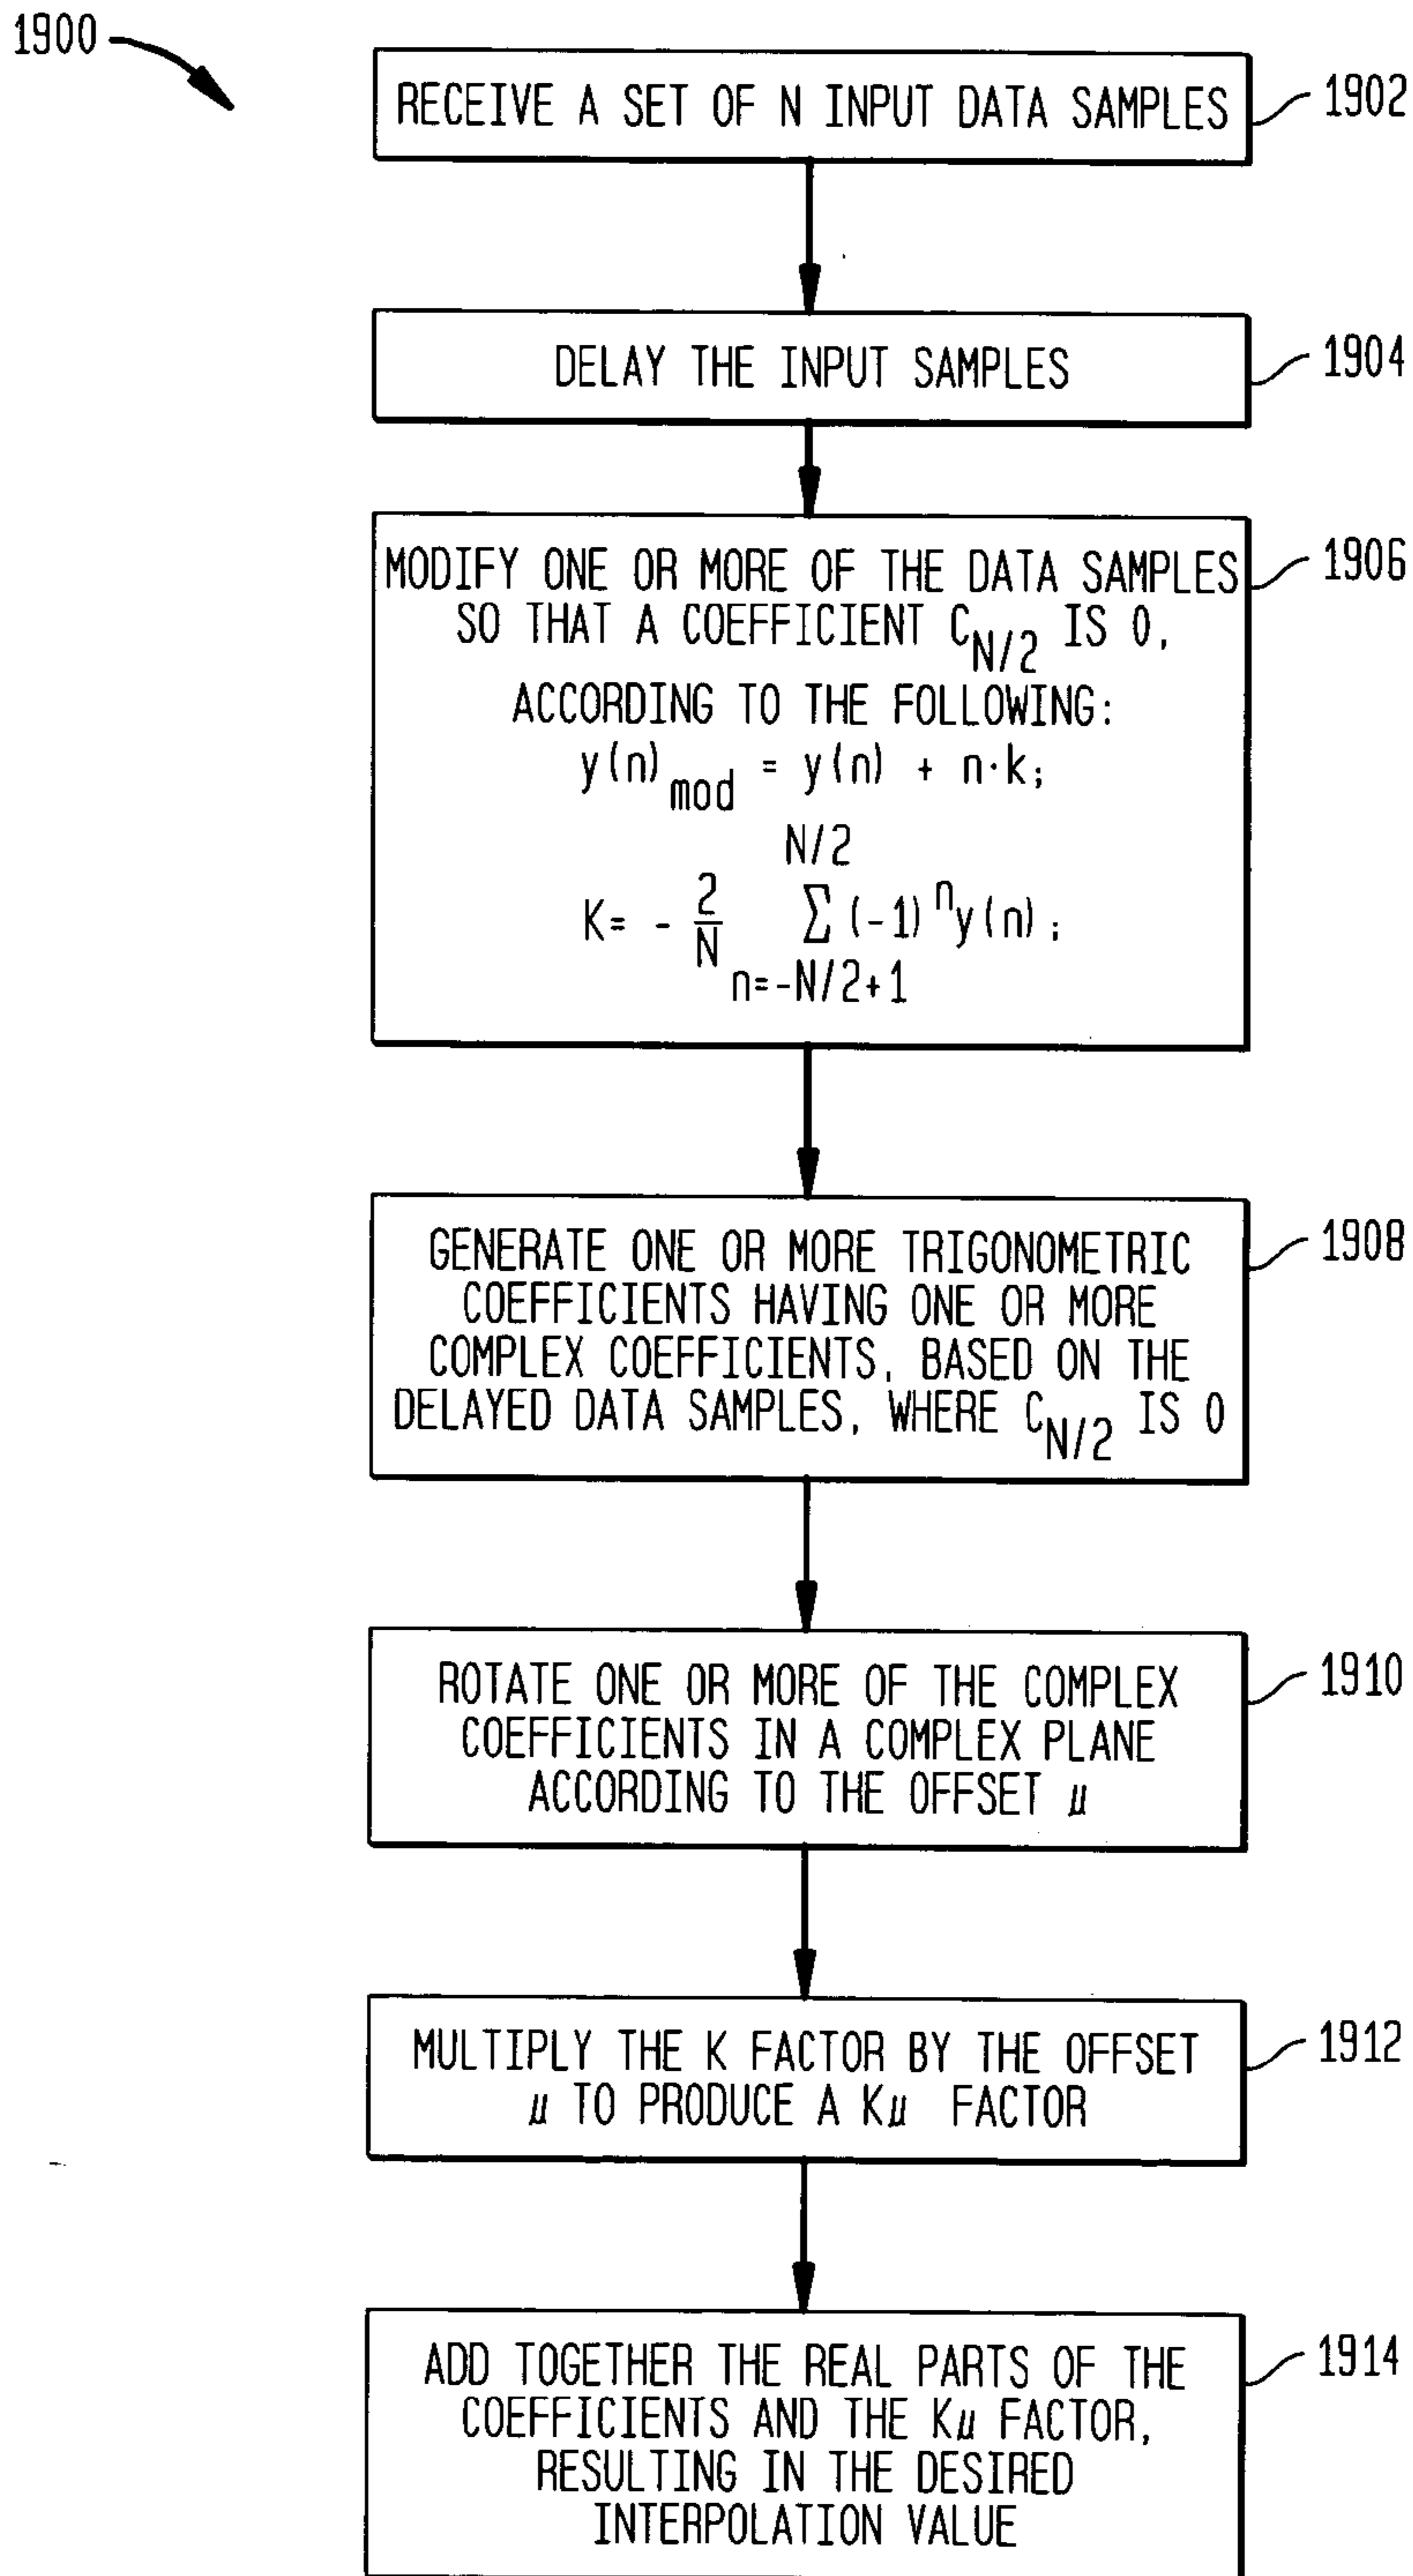 1900
RECEIVE A SET OF N INPUT DATA SAMPLES
1902
DELAY THE INPUT SAMPLES
1904
MODIFY ONE OR MORE OF THE DATA SAMPLES
SO THAT A COEFFICIENT C_{N/2} IS 0,
ACCORDING TO THE FOLLOWING:
y(n)_{mod} = y(n) + n·k;
K= - \frac{2}{N} \sum_{n=-N/2+1}^{N/2} (-1)^n y(n);
1906
GENERATE ONE OR MORE TRIGONOMETRIC
COEFFICIENTS HAVING ONE OR MORE
COMPLEX COEFFICIENTS, BASED ON THE
DELAYED DATA SAMPLES, WHERE C_{N/2} IS 0
1908
ROTATE ONE OR MORE OF THE COMPLEX
COEFFICIENTS IN A COMPLEX PLANE
ACCORDING TO THE OFFSET μ
1910
MULTIPLY THE K FACTOR BY THE OFFSET
μ TO PRODUCE A Kμ FACTOR
1912
ADD TOGETHER THE REAL PARTS OF THE
COEFFICIENTS AND THE Kμ FACTOR,
RESULTING IN THE DESIRED
INTERPOLATION VALUE
1914